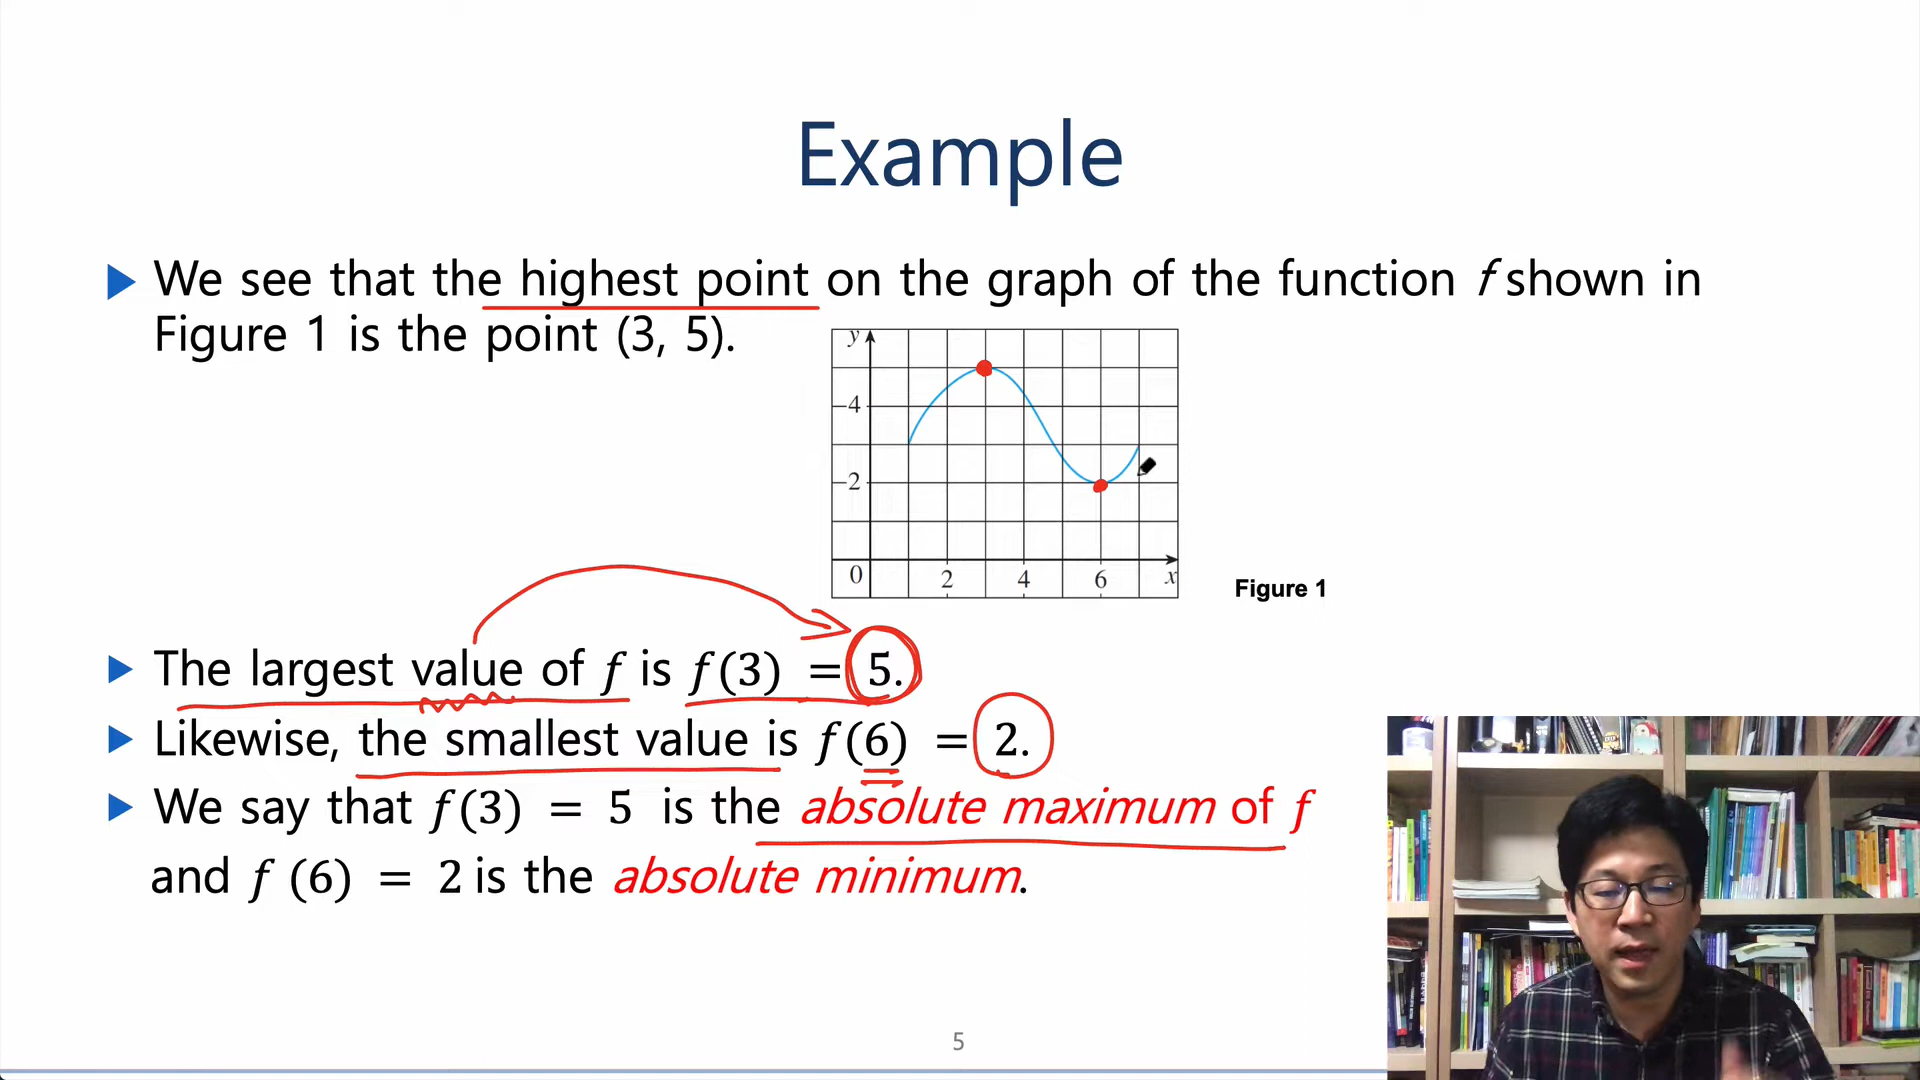 Example
We see that the highest point on the graph of the function f shown in
Figure 1 is the point (3, 5).
y
4
2
0 2 4 6 x
Figure 1
The largest value of f is f(3) = 5.
Likewise, the smallest value is f(6) = 2.
We say that f(3) = 5 is the absolute maximum of f
and f (6) = 2 is the absolute minimum.
5